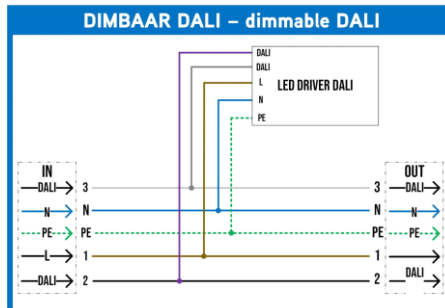 DIMBAAR DALI – dimmable DALI
DALI
DALI
L
N
PE
LED DRIVER DALI
IN
OUT
DALI 3 3 DALI
N N N N
PE PE PE PE
L 1 1
DALI 2 2 DALI